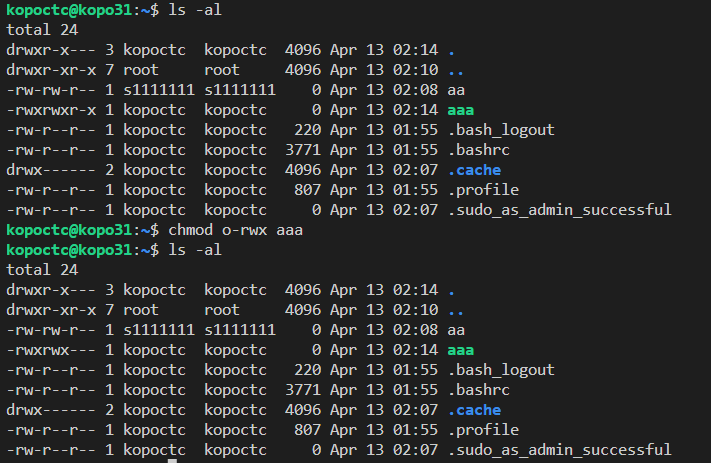 kopoctc@kopo31:~$ ls -al
total 24
drwxr-x--- 3 kopoctc  kopoctc  4096 Apr 13 02:14 .
drwxr-xr-x 7 root     root     4096 Apr 13 02:10 ..
-rw-rw-r-- 1 s1111111 s1111111    0 Apr 13 02:08 aa
-rwxrwxr-x 1 kopoctc  kopoctc     0 Apr 13 02:14 aaa
-rw-r--r-- 1 kopoctc  kopoctc   220 Apr 13 01:55 .bash_logout
-rw-r--r-- 1 kopoctc  kopoctc  3771 Apr 13 01:55 .bashrc
drwx------ 2 kopoctc  kopoctc  4096 Apr 13 02:07 .cache
-rw-r--r-- 1 kopoctc  kopoctc   807 Apr 13 01:55 .profile
-rw-r--r-- 1 kopoctc  kopoctc     0 Apr 13 02:07 .sudo_as_admin_successful
kopoctc@kopo31:~$ chmod o-rwx aaa
kopoctc@kopo31:~$ ls -al
total 24
drwxr-x--- 3 kopoctc  kopoctc  4096 Apr 13 02:14 .
drwxr-xr-x 7 root     root     4096 Apr 13 02:10 ..
-rw-rw-r-- 1 s1111111 s1111111    0 Apr 13 02:08 aa
-rwxrwx--- 1 kopoctc  kopoctc     0 Apr 13 02:14 aaa
-rw-r--r-- 1 kopoctc  kopoctc   220 Apr 13 01:55 .bash_logout
-rw-r--r-- 1 kopoctc  kopoctc  3771 Apr 13 01:55 .bashrc
drwx------ 2 kopoctc  kopoctc  4096 Apr 13 02:07 .cache
-rw-r--r-- 1 kopoctc  kopoctc   807 Apr 13 01:55 .profile
-rw-r--r-- 1 kopoctc  kopoctc     0 Apr 13 02:07 .sudo_as_admin_successful